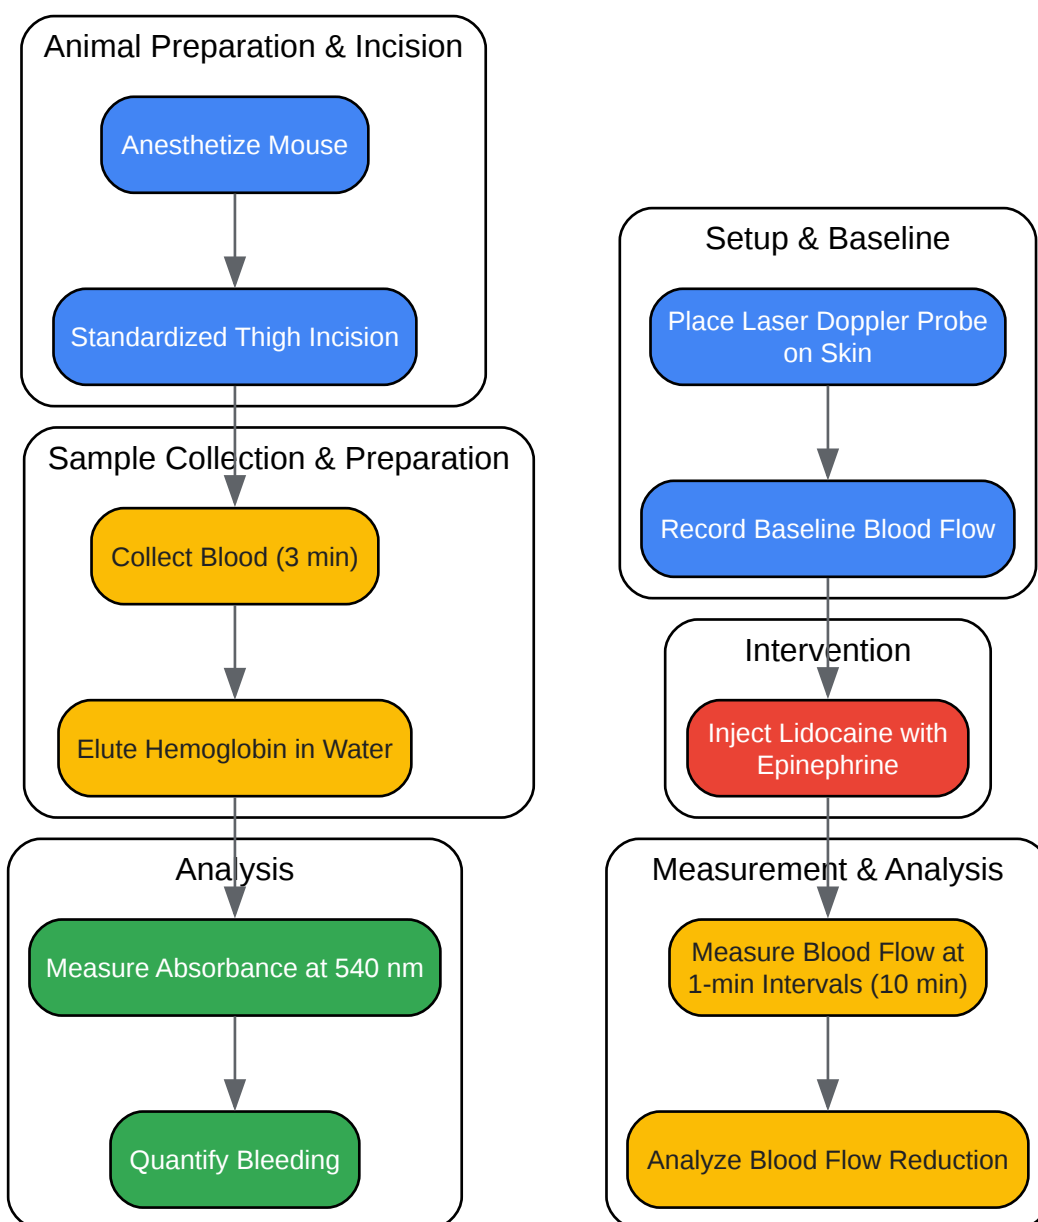 Animal Preparation & Incision
Anesthetize Mouse
Standardized Thigh Incision
Sample Collection & Preparation
Collect Blood (3 min)
Elute Hemoglobin in Water
Analysis
Measure Absorbance at 540 nm
Quantify Bleeding
Setup & Baseline
Place Laser Doppler Probe
on Skin
Record Baseline Blood Flow
Intervention
Inject Lidocaine with
Epinephrine
Measurement & Analysis
Measure Blood Flow at
1-min Intervals (10 min)
Analyze Blood Flow Reduction